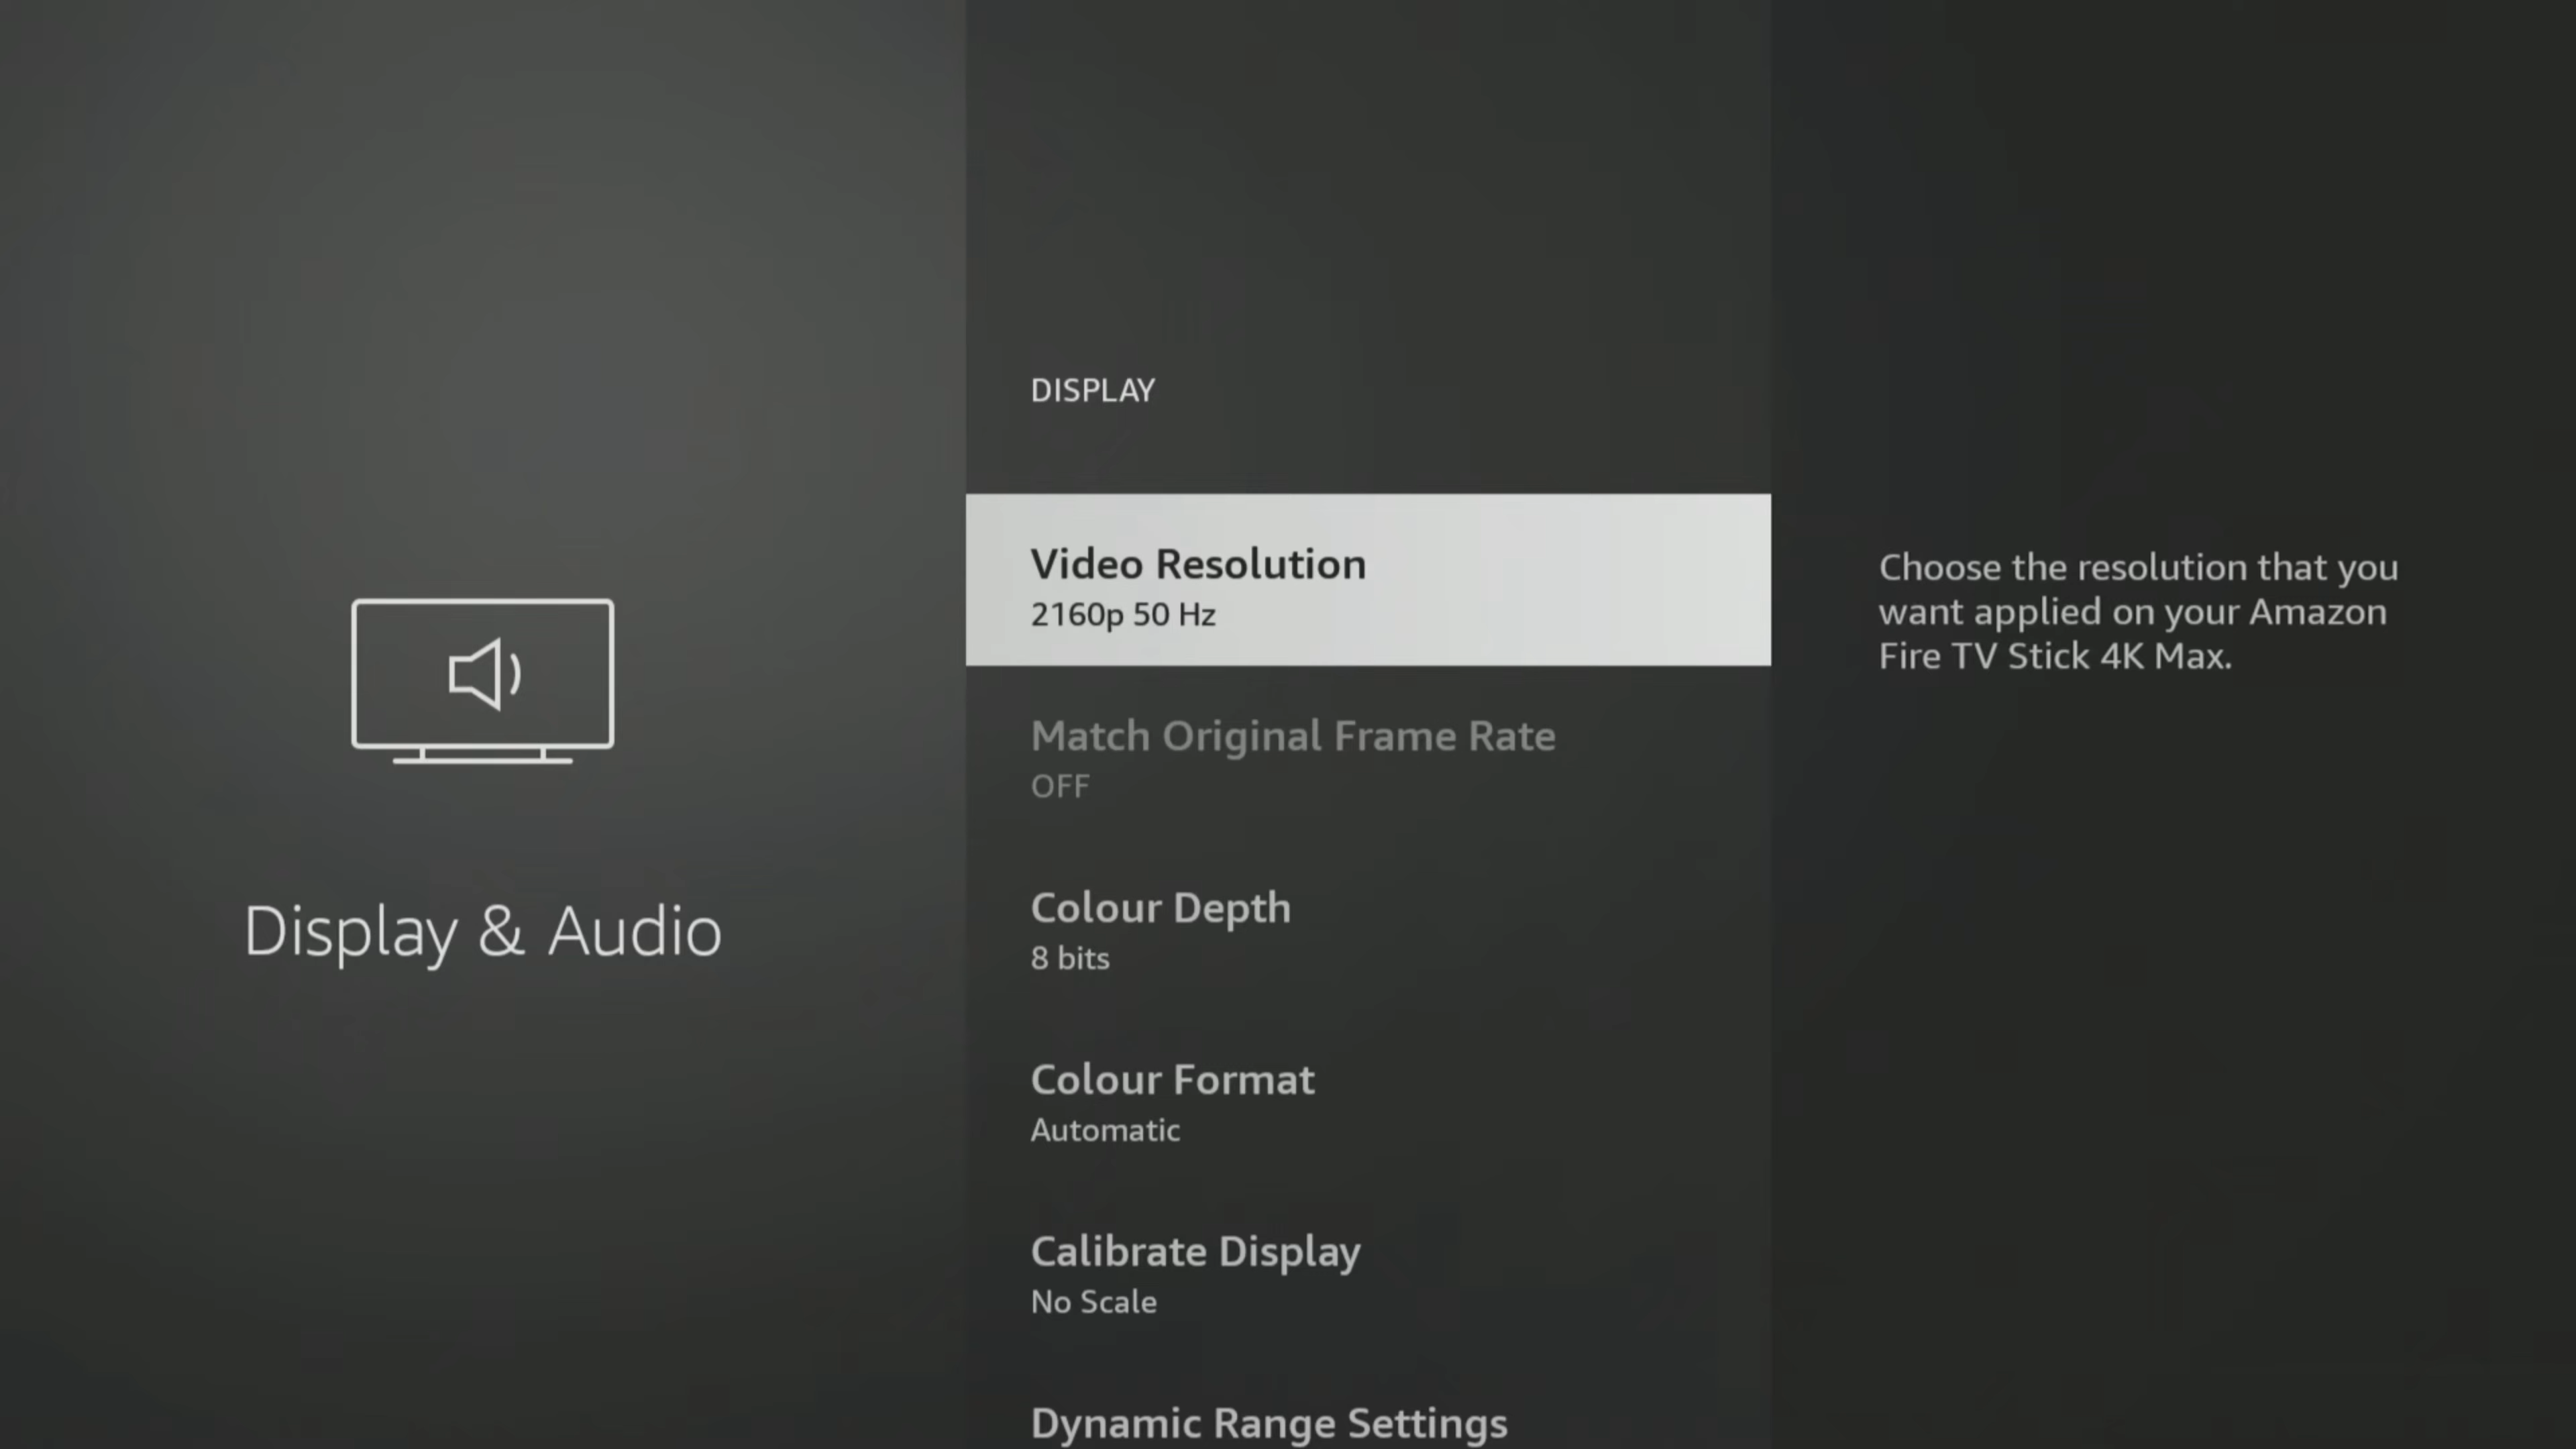 Display & Audio
DISPLAY
Video Resolution
2160p 50 Hz
Match Original Frame Rate
OFF
Colour Depth
8 bits
Colour Format
Automatic
Calibrate Display
No Scale
Dynamic Range Settings
Choose the resolution that you
want applied on your Amazon
Fire TV Stick 4K Max.